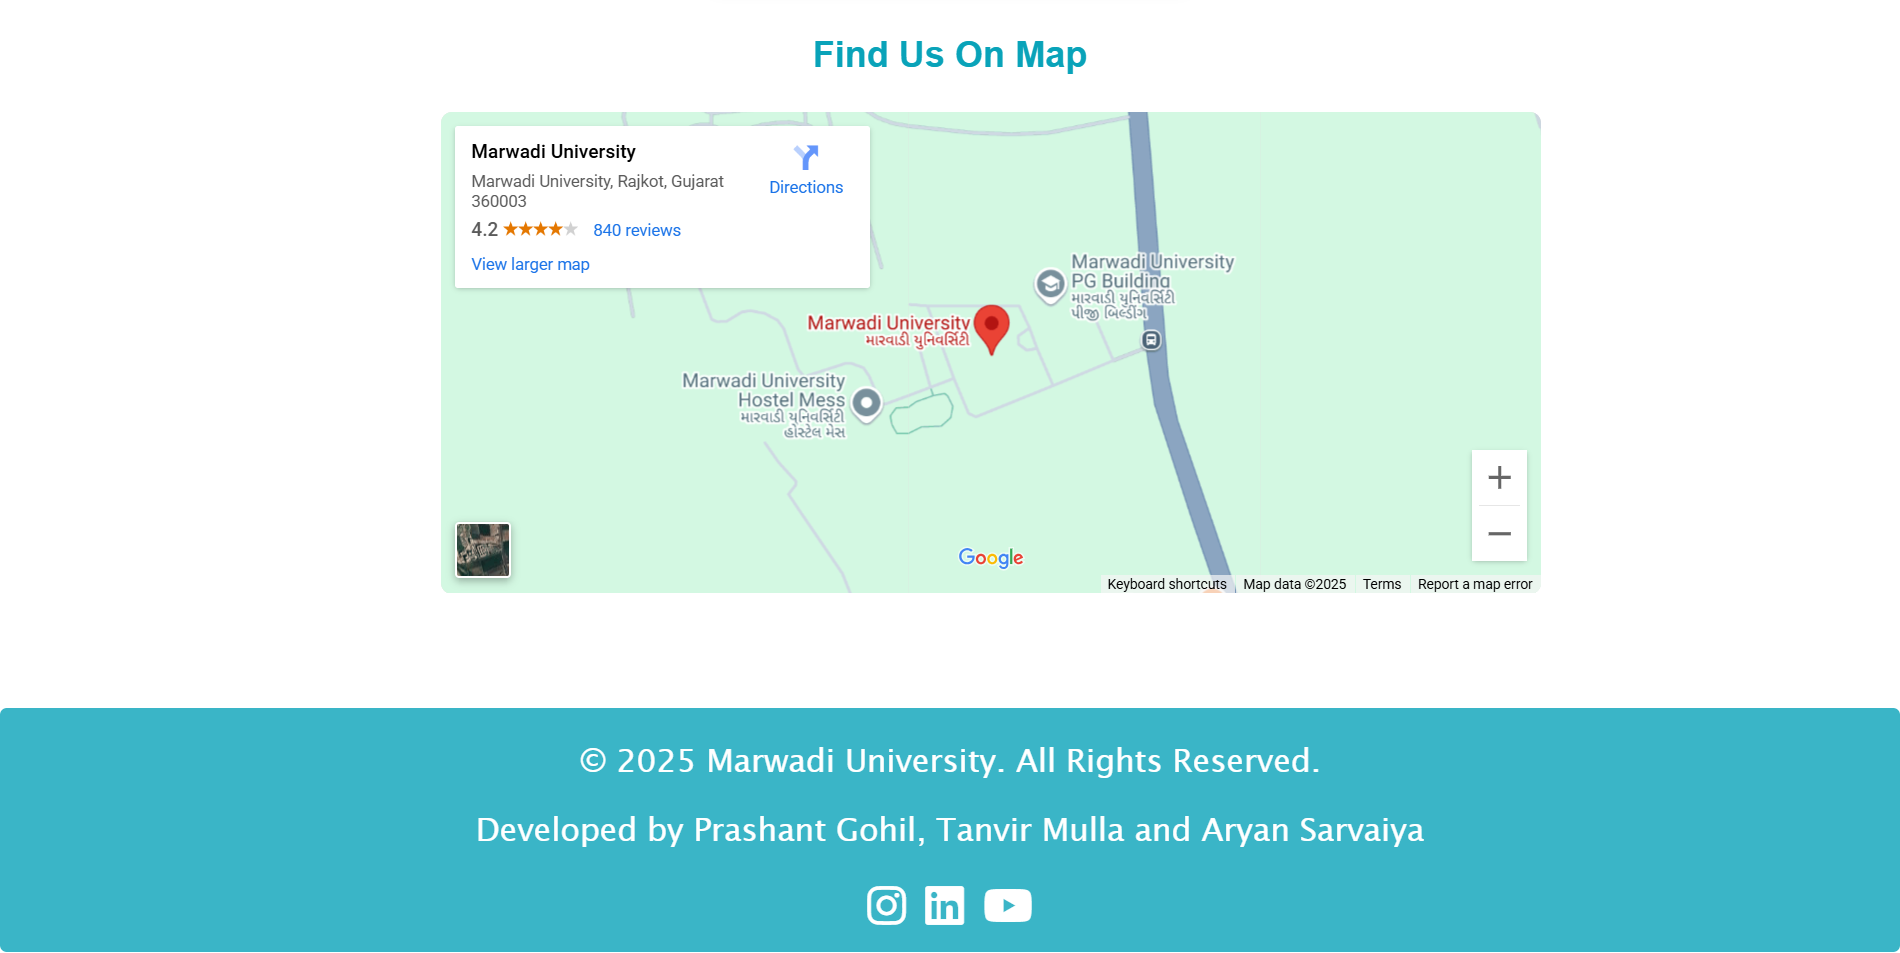 Find Us On Map
Marwadi University
Marwadi University, Rajkot, Gujarat
360003
Directions
4.2
840 reviews
View larger map
Marwadi University
PG Building
મારવાડી યુનિવર્સિટી
પીજી બિલ્ડીંગ
Marwadi University
મારવાડી યુનિવર્સિટી
Marwadi University
Hostel Mess
મારવાડી યુનિવર્સિટી
હોસ્ટેલ મેસ
Google
Keyboard shortcuts Map data ©2025 Terms Report a map error
© 2025 Marwadi University. All Rights Reserved.
Developed by Prashant Gohil, Tanvir Mulla and Aryan Sarvaiya
in